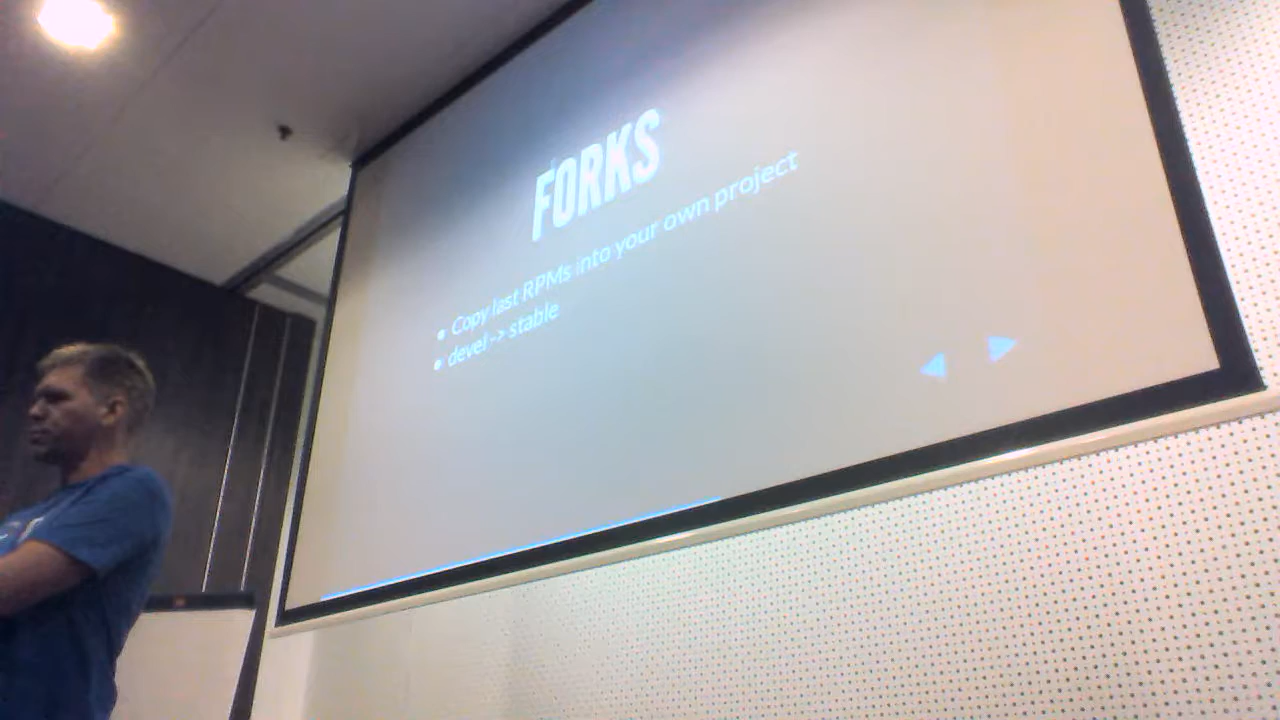 FORKS
• Copy last RPMs into your own project
• devel -> stable